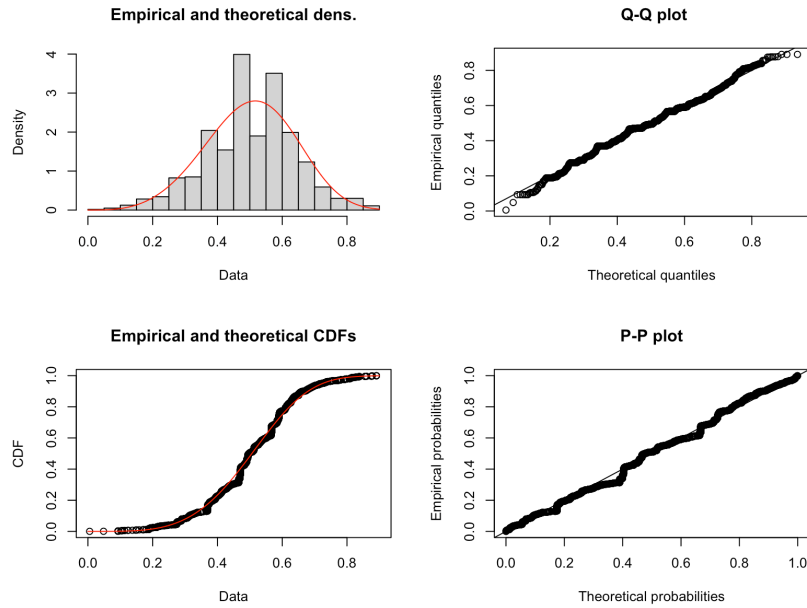 Empirical and theoretical dens.
Density
0 1 2 3 4
0.0 0.2 0.4 0.6 0.8
Data
Q-Q plot
Empirical quantiles
0.0 0.2 0.4 0.6 0.8
0.2 0.4 0.6 0.8
Theoretical quantiles
Empirical and theoretical CDFs
CDF
0.0 0.2 0.4 0.6 0.8 1.0
0.0 0.2 0.4 0.6 0.8
Data
P-P plot
Empirical probabilities
0.0 0.2 0.4 0.6 0.8 1.0
0.0 0.2 0.4 0.6 0.8 1.0
Theoretical probabilities